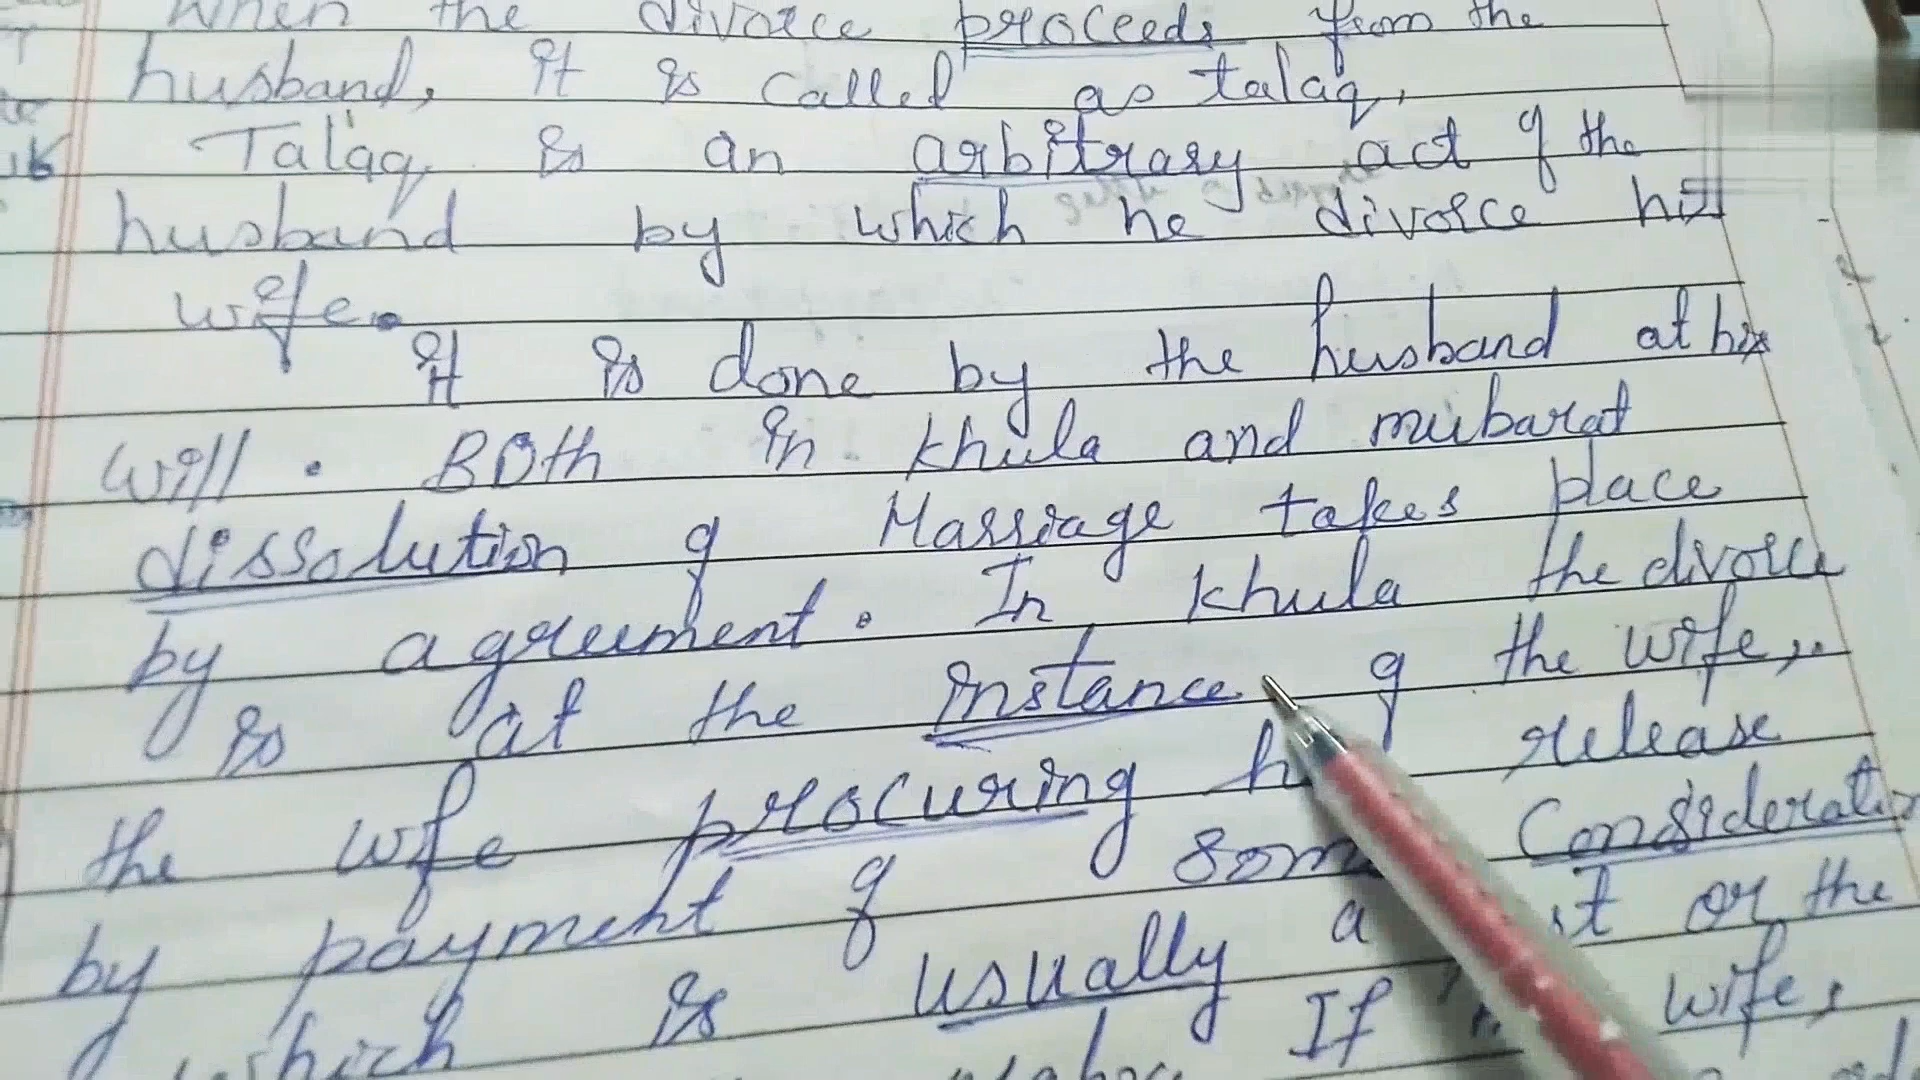 When the divorce proceeds from the
husband, it is called as talaq,
Talaq is an arbitrary act of the
husband by which he divorce his
wife.
It is done by the husband at his
will. BOth in khula and mubarat
dissolution of Marriage takes place
by agreement. In khula the divorce
is at the instance of the wife,
the wife procuring release
by payment of some Consideration
which is usually or the
If wife,